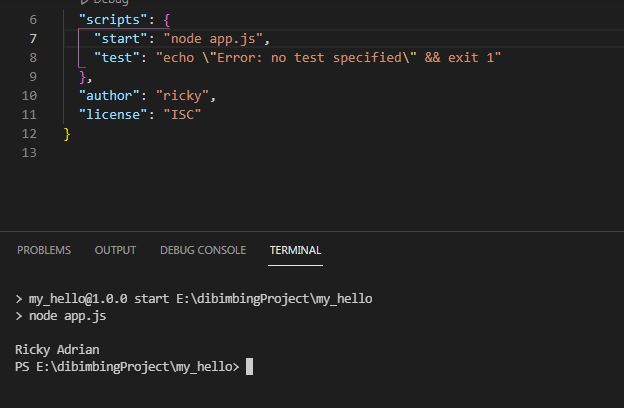 Debug
6 "scripts": {
7 "start": "node app.js",
8 "test": "echo \"Error: no test specified\" && exit 1"
9 },
10 "author": "ricky",
11 "license": "ISC"
12 }
13
PROBLEMS OUTPUT DEBUG CONSOLE TERMINAL
> my_hello@1.0.0 start E:\dibimbingProject\my_hello
> node app.js
Ricky Adrian
PS E:\dibimbingProject\my_hello>